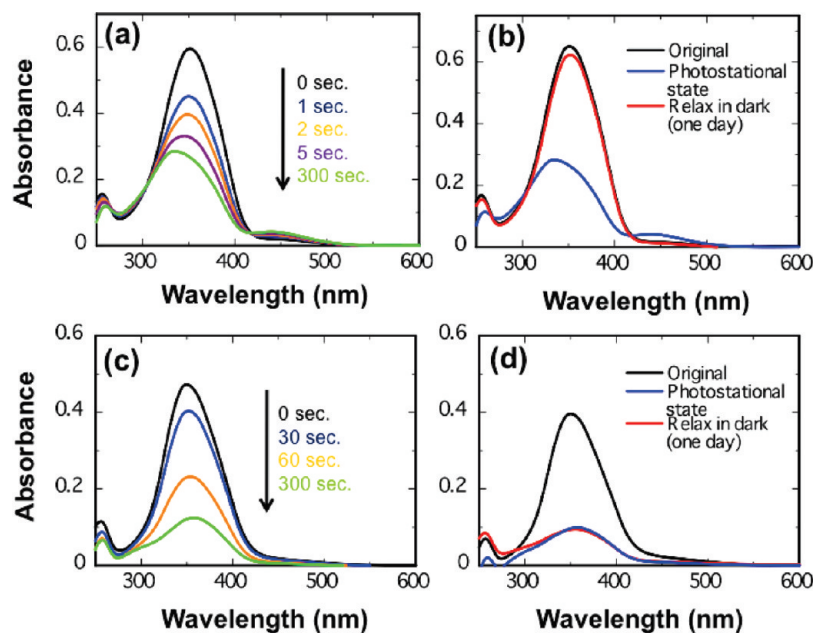 (a)
0.6
0.4
0.2
0
Absorbance
0 sec.
1 sec.
2 sec.
5 sec.
300 sec.
300 400 500 600
Wavelength (nm)
(b)
0.6
0.4
0.2
0
Original
Photostational
state
Relax in dark
(one day)
300 400 500 600
Wavelength (nm)
(c)
0.6
0.4
0.2
0
Absorbance
0 sec.
30 sec.
60 sec.
300 sec.
300 400 500 600
Wavelength (nm)
(d)
0.6
0.4
0.2
0
Original
Photostational
state
Relax in dark
(one day)
300 400 500 600
Wavelength (nm)